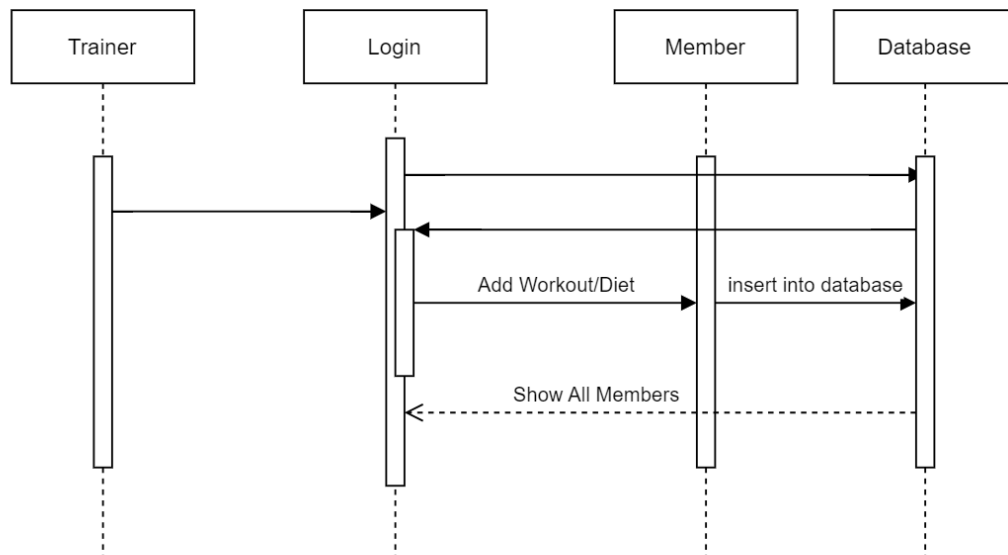 Trainer
Login
Member
Database
Add Workout/Diet
insert into database
Show All Members